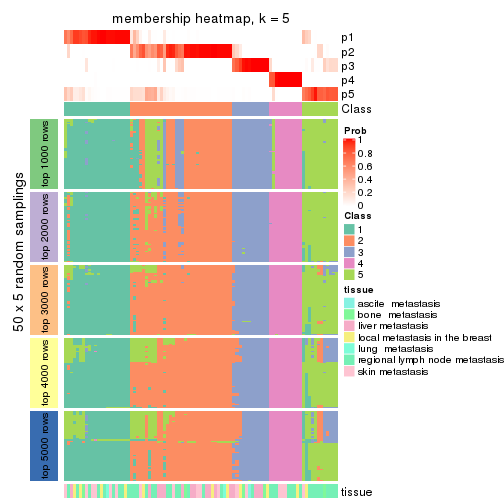 membership heatmap, k = 5
p1
p2
p3
p4
p5
Class
50 x 5 random samplings
top 1000 rows
top 2000 rows
top 3000 rows
top 4000 rows
top 5000 rows
tissue
Prob
1
0.8
0.6
0.4
0.2
0
Class
1
2
3
4
5
tissue
ascite metastasis
bone metastasis
liver metastasis
local metastasis in the breast
lung metastasis
regional lymph node metastasis
skin metastasis